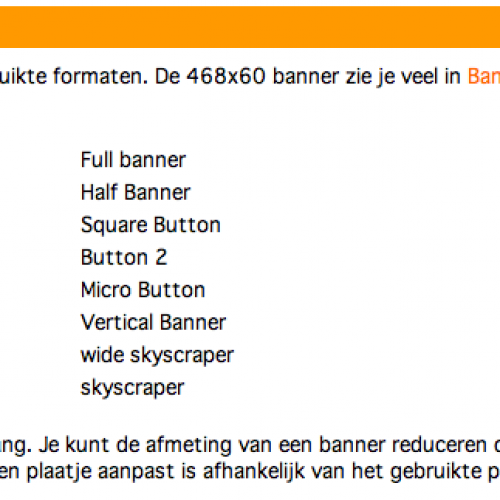 uikte formaten. De 468x60 banner zie je veel in Ban
Full banner
Half Banner
Square Button
Button 2
Micro Button
Vertical Banner
wide skyscraper
skyscraper
ang. Je kunt de afmeting van een banner reduceren
en plaatje aanpast is afhankelijk van het gebruikte p